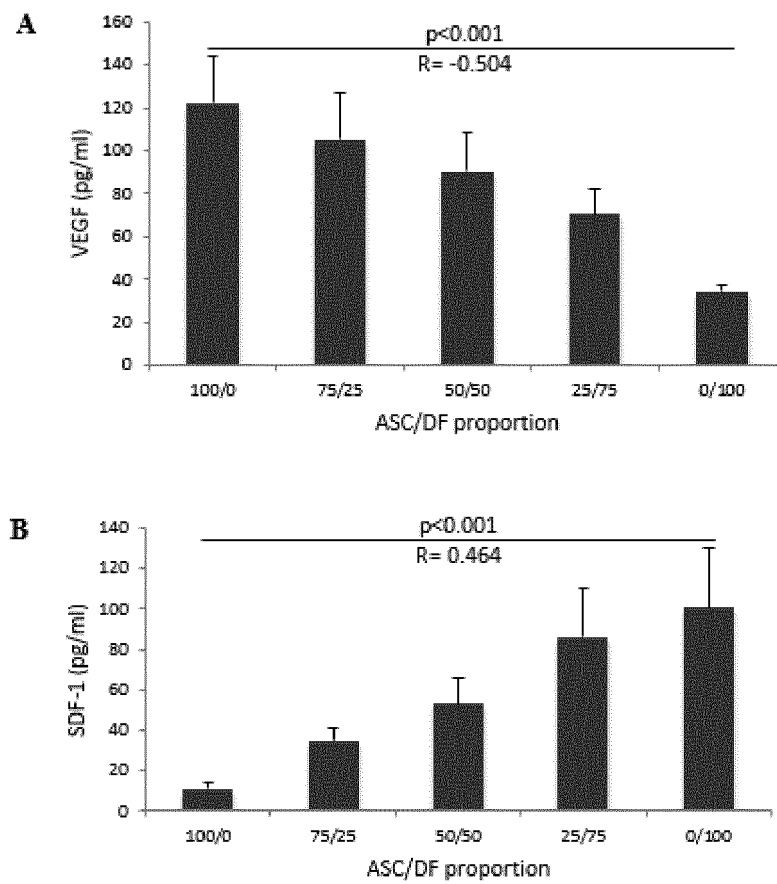 A
p<0.001
R= -0.504
VEGF (pg/ml)
160
140
120
100
80
60
40
20
0
100/0 75/25 50/50 25/75 0/100
ASC/DF proportion
B
p<0.001
R= 0.464
SDF-1 (pg/ml)
140
120
100
80
60
40
20
0
100/0 75/25 50/50 25/75 0/100
ASC/DF proportion